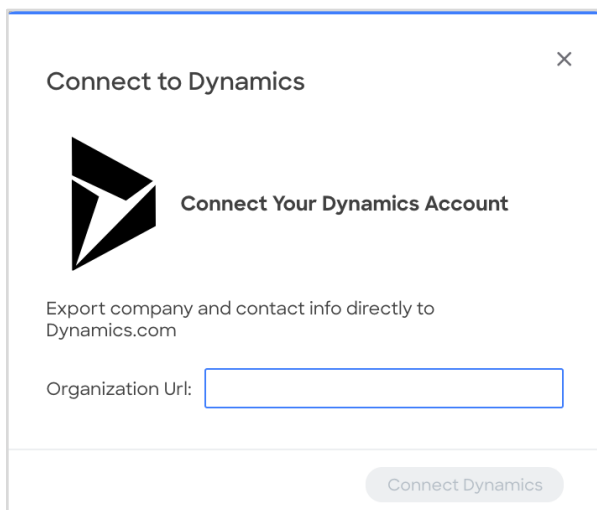 Connect to Dynamics
Connect Your Dynamics Account
Export company and contact info directly to
Dynamics.com
Organization Url:
Connect Dynamics